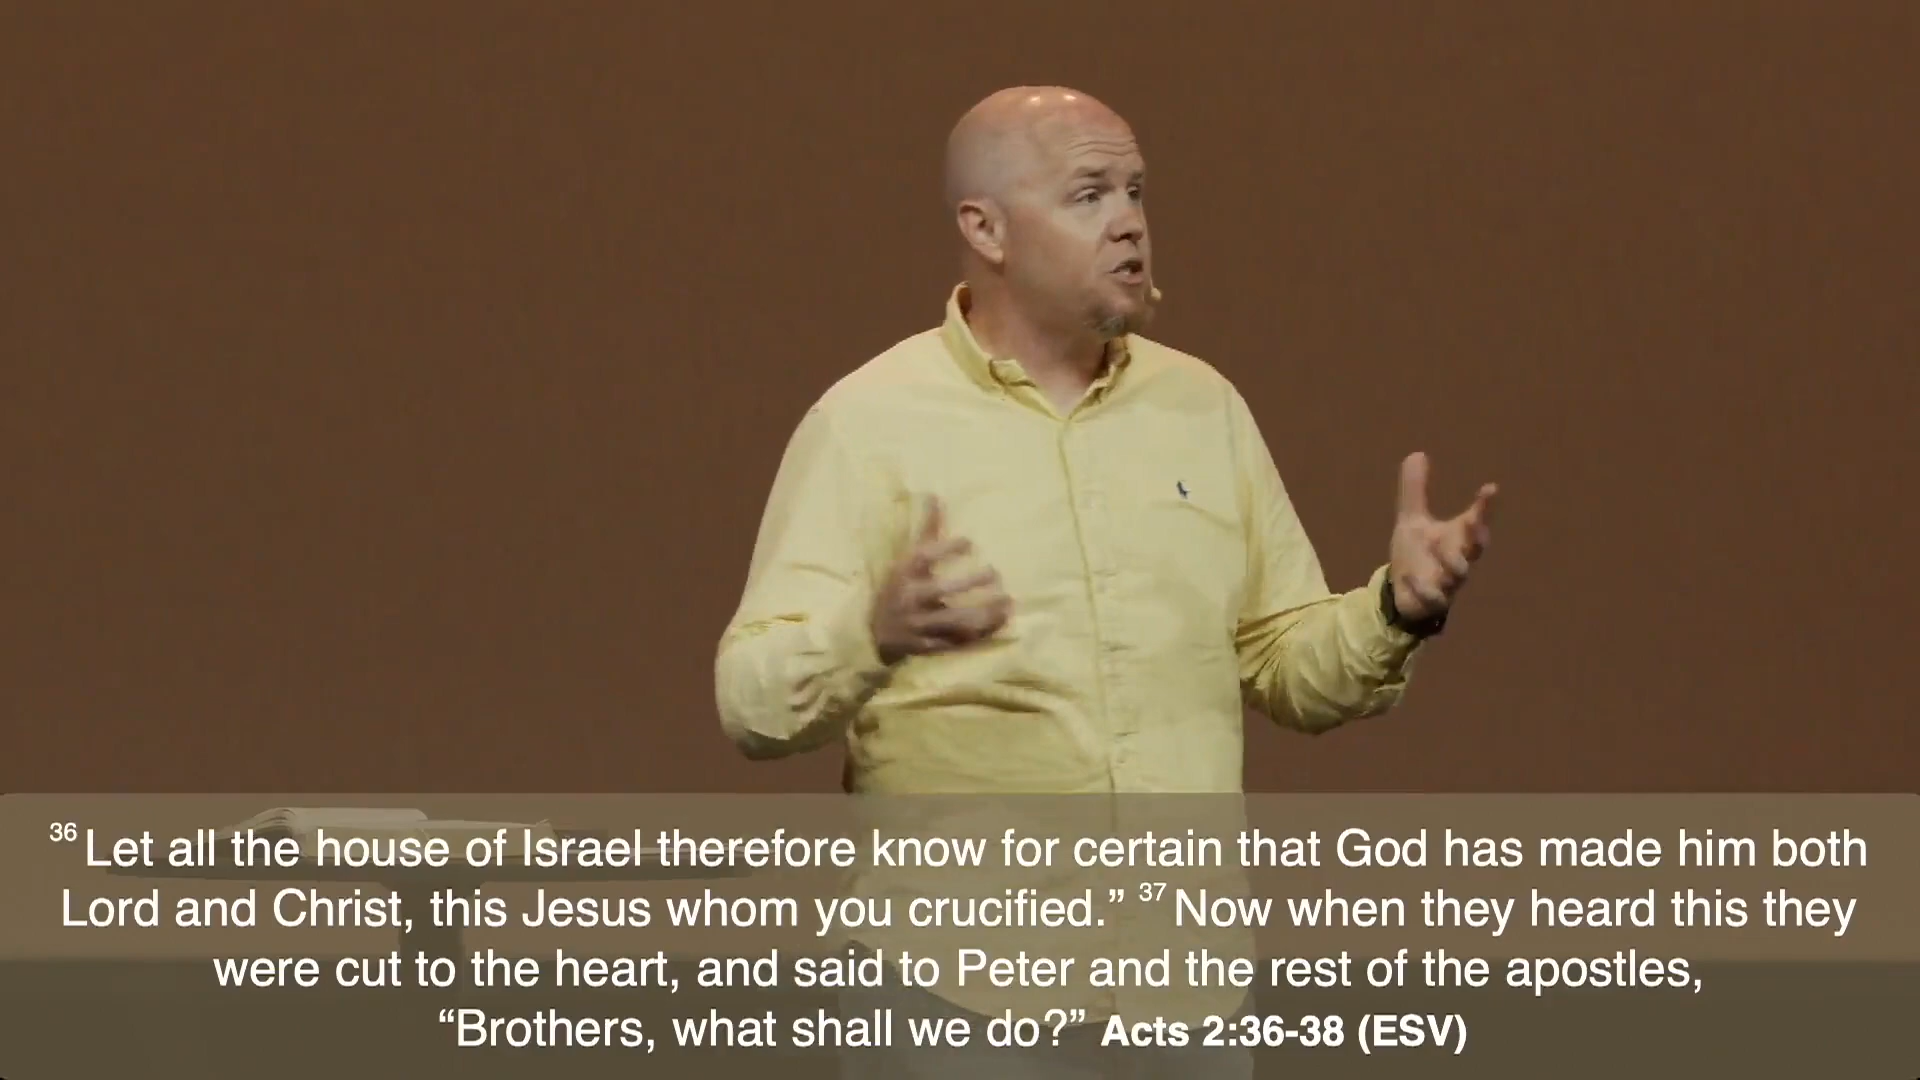 36 Let all the house of Israel therefore know for certain that God has made him both
Lord and Christ, this Jesus whom you crucified.” 37 Now when they heard this they
were cut to the heart, and said to Peter and the rest of the apostles,
“Brothers, what shall we do?” Acts 2:36-38 (ESV)